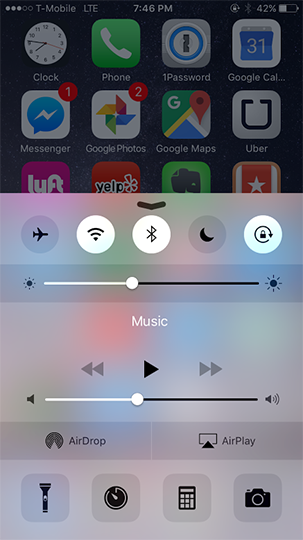 T-Mobile LTE 7:46 PM 42%
Clock Phone 1Password Google Cal...
31
1 2
Messenger Google Photos Google Maps Uber
lyft yelp
Music
AirDrop AirPlay